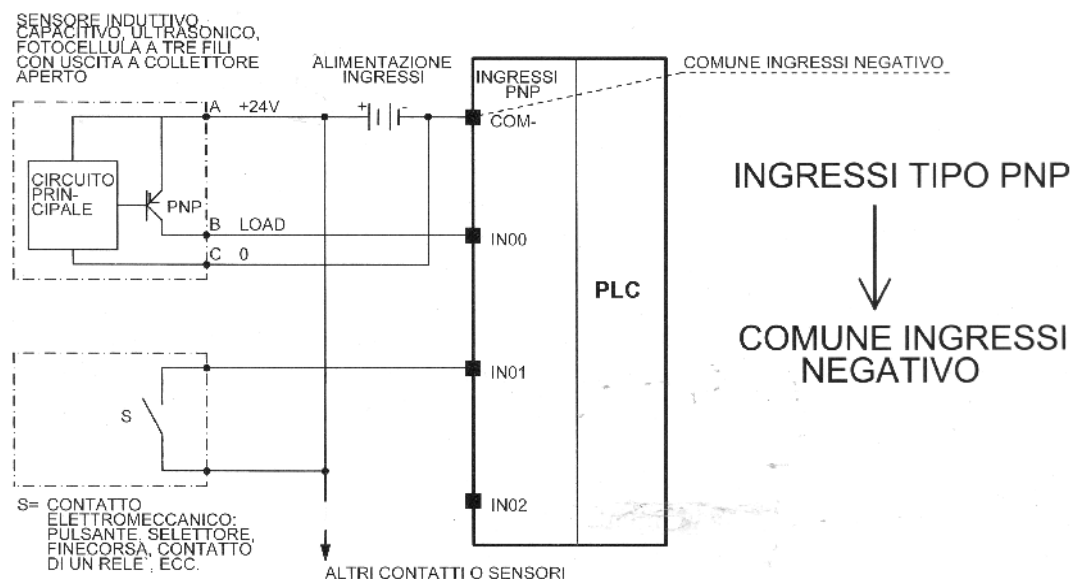 SENSORE INDUTTIVO,
CAPACITIVO, ULTRASONICO,
FOTOCELLULA A TRE FILI
CON USCITA A COLLETTORE
APERTO
ALIMENTAZIONE
INGRESSI
INGRESSI
PNP
COM-
COMUNE INGRESSI NEGATIVO
A +24V
+ -
CIRCUITO
PRIN-
CIPALE
PNP
B LOAD
C 0
IN00
PLC
IN01
S
IN02
S= CONTATTO
ELETTROMECCANICO:
PULSANTE, SELETTORE,
FINECORSA, CONTATTO
DI UN RELE', ECC.
ALTRI CONTATTI O SENSORI
INGRESSI TIPO PNP
COMUNE INGRESSI
NEGATIVO